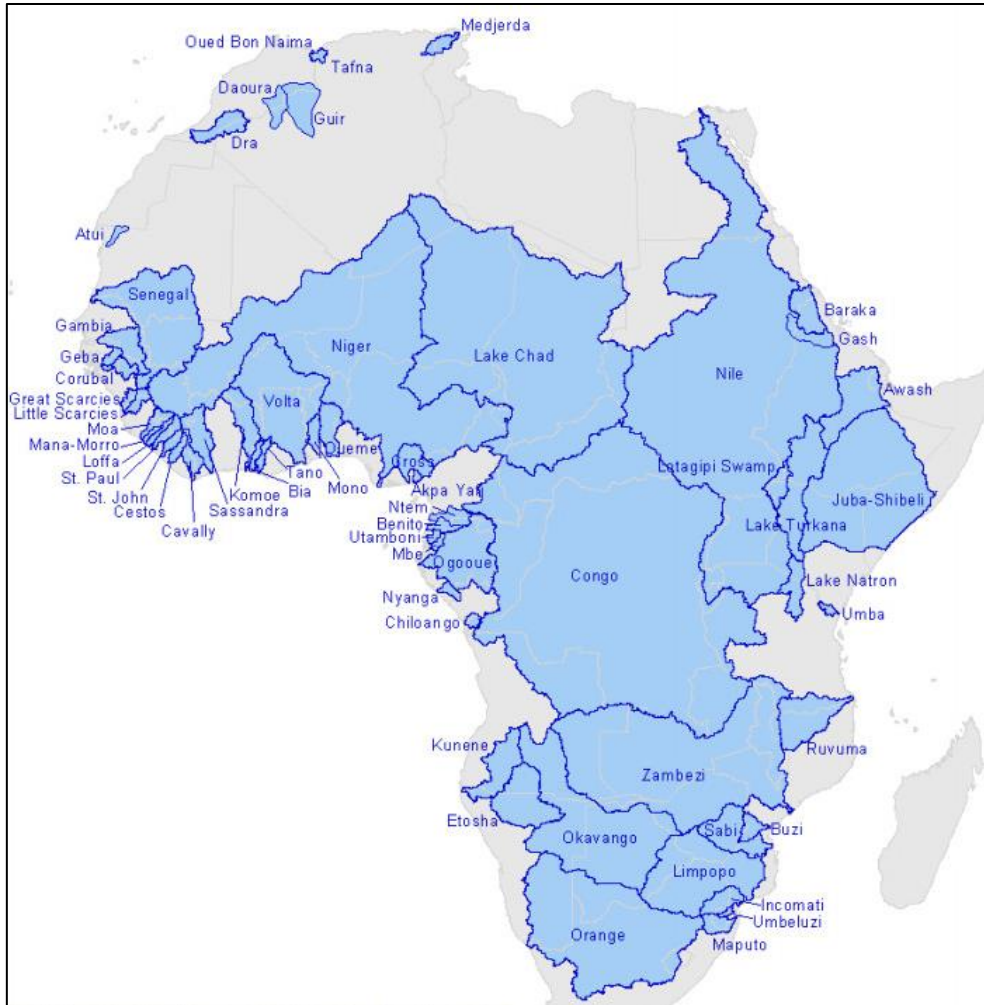 Medjerda
Oued Bon Naima
Tafna
Daoura
Guir
Dra
Atui
Senegal
Gambia
Geba
Corubal
Great Scarcies
Little Scarcies
Moa
Mana-Morro
Loffa
St. Paul
St. John
Cestos
Cavally
Sassandra
Komoe
Bia
Tano
Mono
Volta
Oueme
Niger
Lake Chad
Cross
Akpa Yafi
Ntem
Benito
Utamboni
Mbe
Ogooue
Nyanga
Chiloango
Congo
Nile
Baraka
Gash
Awash
Lotagipi Swamp
Juba-Shibeli
Lake Turkana
Lake Natron
Umba
Ruvuma
Kunene
Zambezi
Etosha
Okavango
Sabi
Buzi
Limpopo
Incomati
Umbeluzi
Orange
Maputo